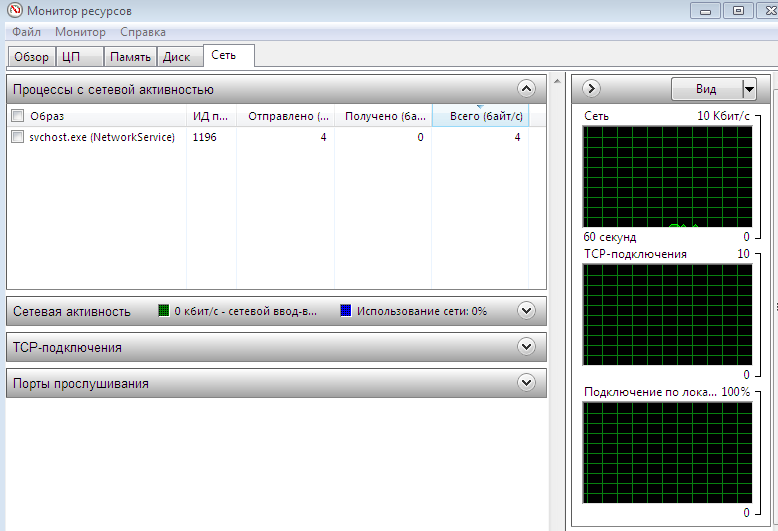 Монитор ресурсов
Файл Монитор Справка
Обзор ЦП Память Диск Сеть
Процессы с сетевой активностью
Образ ИД п... Отправлено (... Получено (ба... Всего (байт/с)
svchost.exe (NetworkService) 1196 4 0 4
Сетевая активность 0 кбит/с - сетевой ввод-в... Использование сети: 0%
TCP-подключения
Порты прослушивания
Вид
Сеть 10 Кбит/с
60 секунд 0
TCP-подключения 10
0
Подключение по лока... 100%
0